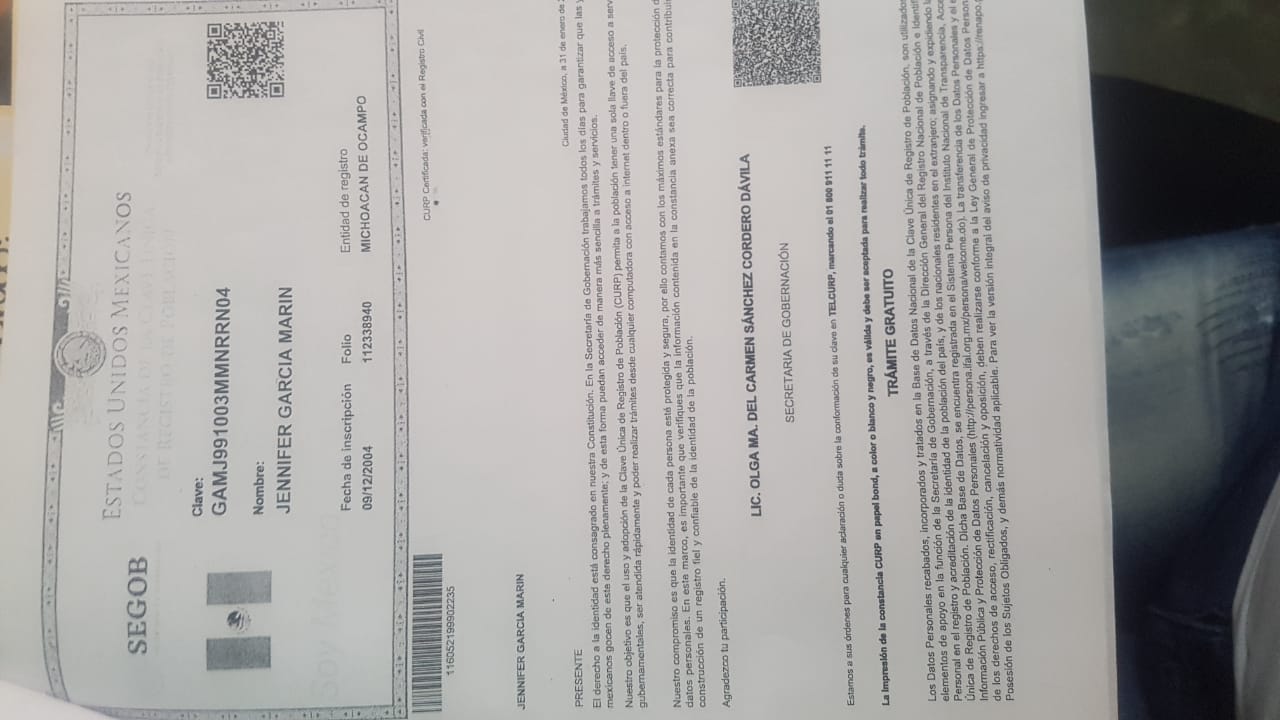 SEGOB
ESTADOS UNIDOS MEXICANOS
CONSTANCIA DE LA CLAVE ÚNICA
DE REGISTRO DE POBLACIÓN
Clave:
GAMJ991003MMNRRN04
Nombre:
JENNIFER GARCIA MARIN
Fecha de inscripción Folio Entidad de registro
09/12/2004 112338940 MICHOACAN DE OCAMPO
116052199902235
CURP Certificada: verificada con el Registro Civil
JENNIFER GARCIA MARIN
Ciudad de México, a 31 de enero de
PRESENTE
El derecho a la identidad está consagrado en nuestra Constitución. En la Secretaría de Gobernación trabajamos todos los días para garantizar que las y
mexicanos gocen de este derecho plenamente; y de esta forma puedan acceder de manera más sencilla a trámites y servicios.
Nuestro objetivo es que el uso y adopción de la Clave Única de Registro de Población (CURP) permita a la población tener una sola llave de acceso a serv
gubernamentales, ser atendida rápidamente y poder realizar trámites desde cualquier computadora con acceso a internet dentro o fuera del país.
Nuestro compromiso es que la identidad de cada persona está protegida y segura, por ello contamos con los máximos estándares para la protección d
datos personales. En este marco, es importante que verifiques que la información contenida en la constancia anexa sea correcta para contribuir
construcción de un registro fiel y confiable de la identidad de la población.
Agradezco tu participación.
LIC. OLGA MA. DEL CARMEN SÁNCHEZ CORDERO DÁVILA
SECRETARIA DE GOBERNACIÓN
Estamos a sus órdenes para cualquier aclaración o duda sobre la conformación de su clave en TELCURP, marcando el 01 800 911 11 11
La impresión de la constancia CURP en papel bond, a color o blanco y negro, es válida y debe ser aceptada para realizar todo trámite.
TRÁMITE GRATUITO
Los Datos Personales recabados, incorporados y tratados en la Base de Datos Nacional de la Clave Única de Registro de Población, son utilizados
elementos de apoyo en la función de la Secretaría de Gobernación, a través de la Dirección General del Registro Nacional de Población e Identif
Personal en el registro y acreditación de la identidad de la población del país, y de los nacionales residentes en el extranjero; asignando y expidiendo l
Única de Registro de Población. Dicha Base de Datos, se encuentra registrada en el Sistema Persona del Instituto Nacional de Transparencia, Acce
Información Pública y Protección de Datos Personales (http://persona.ifai.org.mx/persona/welcome.do). La transferencia de los Datos Personales y el e
de los derechos de acceso, rectificación, cancelación y oposición, deben realizarse conforme a la Ley General de Protección de Datos Person
Posesión de los Sujetos Obligados, y demás normatividad aplicable. Para ver la versión integral del aviso de privacidad ingresar a https://renapo.